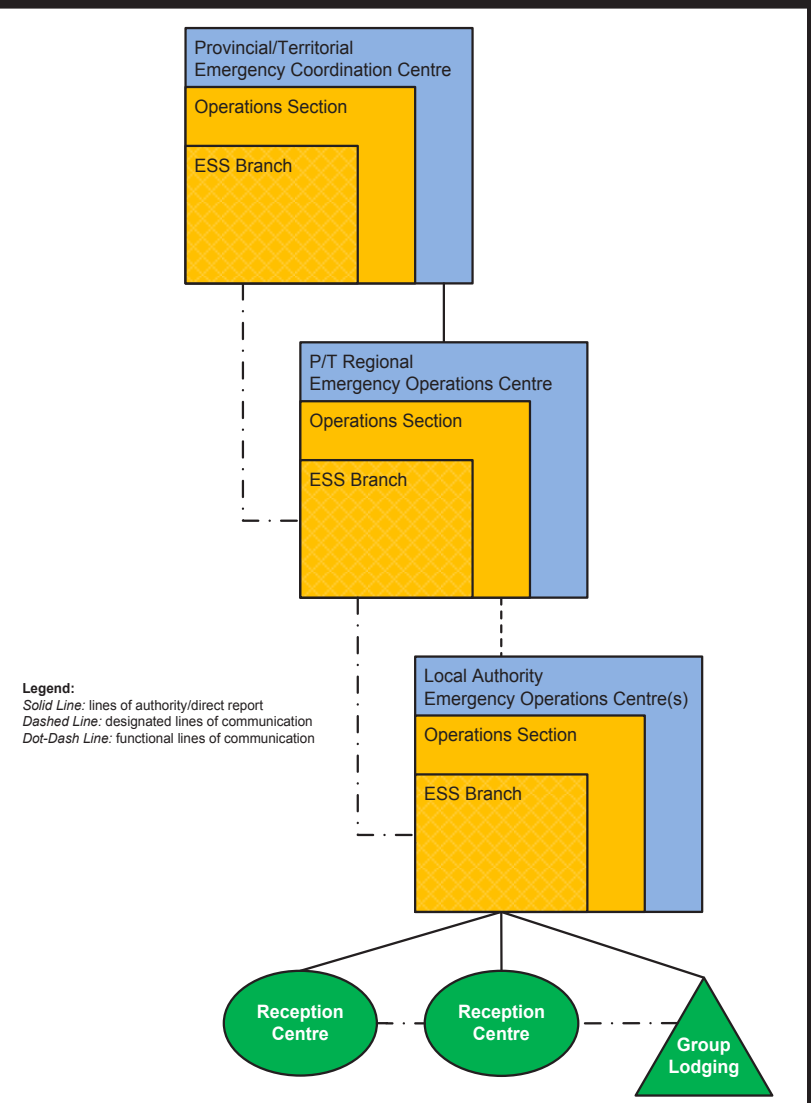 Provincial/Territorial
Emergency Coordination Centre
Operations Section
ESS Branch
P/T Regional
Emergency Operations Centre
Operations Section
ESS Branch
Legend:
Solid Line: lines of authority/direct report
Dashed Line: designated lines of communication
Dot-Dash Line: functional lines of communication
Local Authority
Emergency Operations Centre(s)
Operations Section
ESS Branch
Reception
Centre
Reception
Centre
Group
Lodging